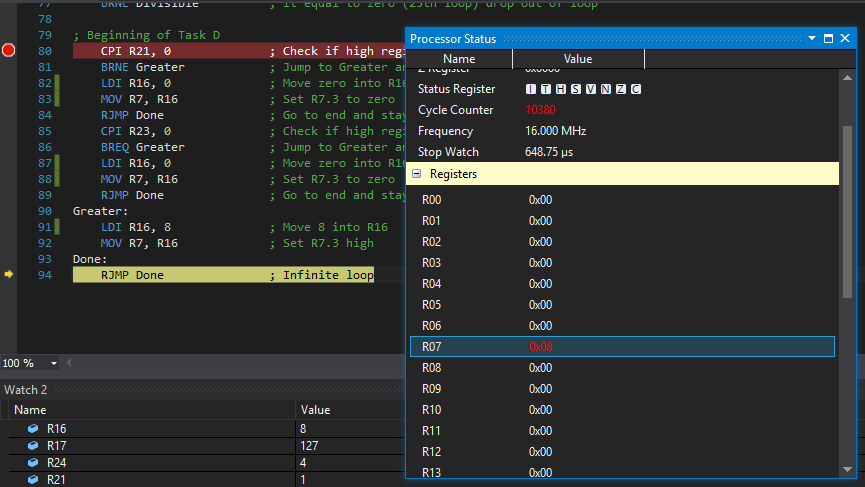 77 BRNE Divisible ; If equal to zero (25th loop) drop out of loop
78
79 ; Beginning of Task D
80 CPI R21, 0 ; Check if high regi
81 BRNE Greater ; Jump to Greater an
82 LDI R16, 0 ; Move zero into R16
83 MOV R7, R16 ; Set R7.3 to zero
84 RJMP Done ; Go to end and stay
85 CPI R23, 0 ; Check if high regi
86 BREQ Greater ; Jump to Greater an
87 LDI R16, 0 ; Move zero into R16
88 MOV R7, R16 ; Set R7.3 to zero
89 RJMP Done ; Go to end and stay
90 Greater:
91 LDI R16, 8 ; Move 8 into R16
92 MOV R7, R16 ; Set R7.3 high
93 Done:
94 RJMP Done ; Infinite loop
100 %
Watch 2
Name Value
R16 8
R17 127
R24 4
R21 1
Processor Status
Name Value
Z Register 0x0000
Status Register I T H S V N Z C
Cycle Counter 10380
Frequency 16.000 MHz
Stop Watch 648.75 µs
Registers
R00 0x00
R01 0x00
R02 0x00
R03 0x00
R04 0x00
R05 0x00
R06 0x00
R07 0x08
R08 0x00
R09 0x00
R10 0x00
R11 0x00
R12 0x00
R13 0x00